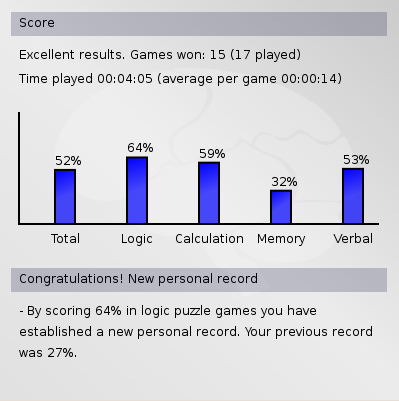 Score
Excellent results. Games won: 15 (17 played)
Time played 00:04:05 (average per game 00:00:14)
52% 64% 59% 32% 53%
Total Logic Calculation Memory Verbal
Congratulations! New personal record
- By scoring 64% in logic puzzle games you have
established a new personal record. Your previous record
was 27%.